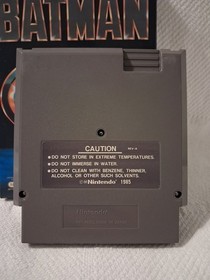 BATMAN
CAUTION
• DO NOT STORE IN EXTREME TEMPERATURES.
• DO NOT IMMERSE IN WATER.
• DO NOT CLEAN WITH BENZENE, THINNER,
ALCOHOL OR OTHER SUCH SOLVENTS.
©Nintendo 1985